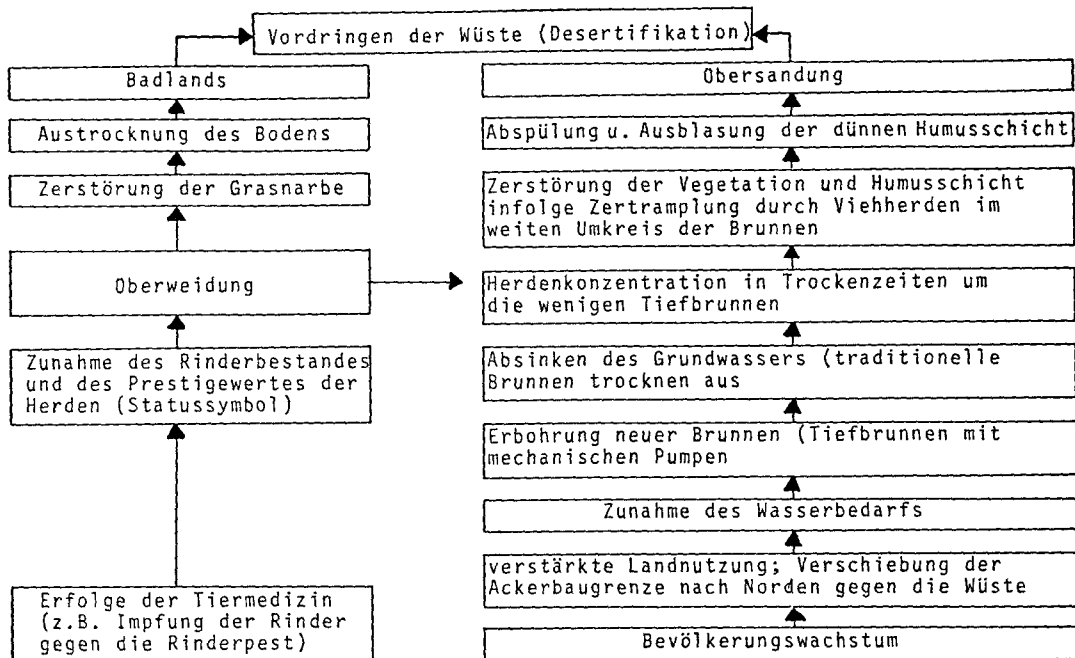 Vordringen der Wüste (Desertifikation)
Badlands
Austrocknung des Bodens
Zerstörung der Grasnarbe
Oberweidung
Zunahme des Rinderbestandes
und des Prestigewertes der
Herden (Statussymbol)
Erfolge der Tiermedizin
(z.B. Impfung der Rinder
gegen die Rinderpest)
Obersandung
Abspülung u. Ausblasung der dünnen Humusschicht
Zerstörung der Vegetation und Humusschicht
infolge Zertramplung durch Viehherden im
weiten Umkreis der Brunnen
Herdenkonzentration in Trockenzeiten um
die wenigen Tiefbrunnen
Absinken des Grundwassers (traditionelle
Brunnen trocknen aus
Erbohrung neuer Brunnen (Tiefbrunnen mit
mechanischen Pumpen
Zunahme des Wasserbedarfs
verstärkte Landnutzung; Verschiebung der
Ackerbaugrenze nach Norden gegen die Wüste
Bevölkerungswachstum